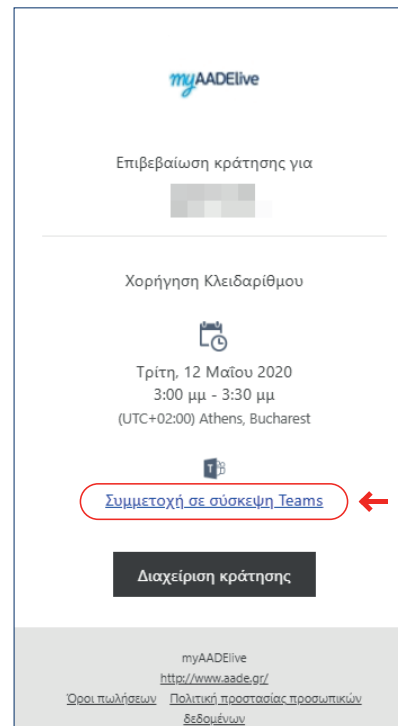 myAADElive
Επιβεβαίωση κράτησης για
Χορήγηση Κλειδαρίθμου
Τρίτη, 12 Μαΐου 2020
3:00 μμ - 3:30 μμ
(UTC+02:00) Athens, Bucharest
Συμμετοχή σε σύσκεψη Teams
Διαχείριση κράτησης
myAADElive
http://www.aade.gr/
Όροι πωλήσεων Πολιτική προστασίας προσωπικών
δεδομένων